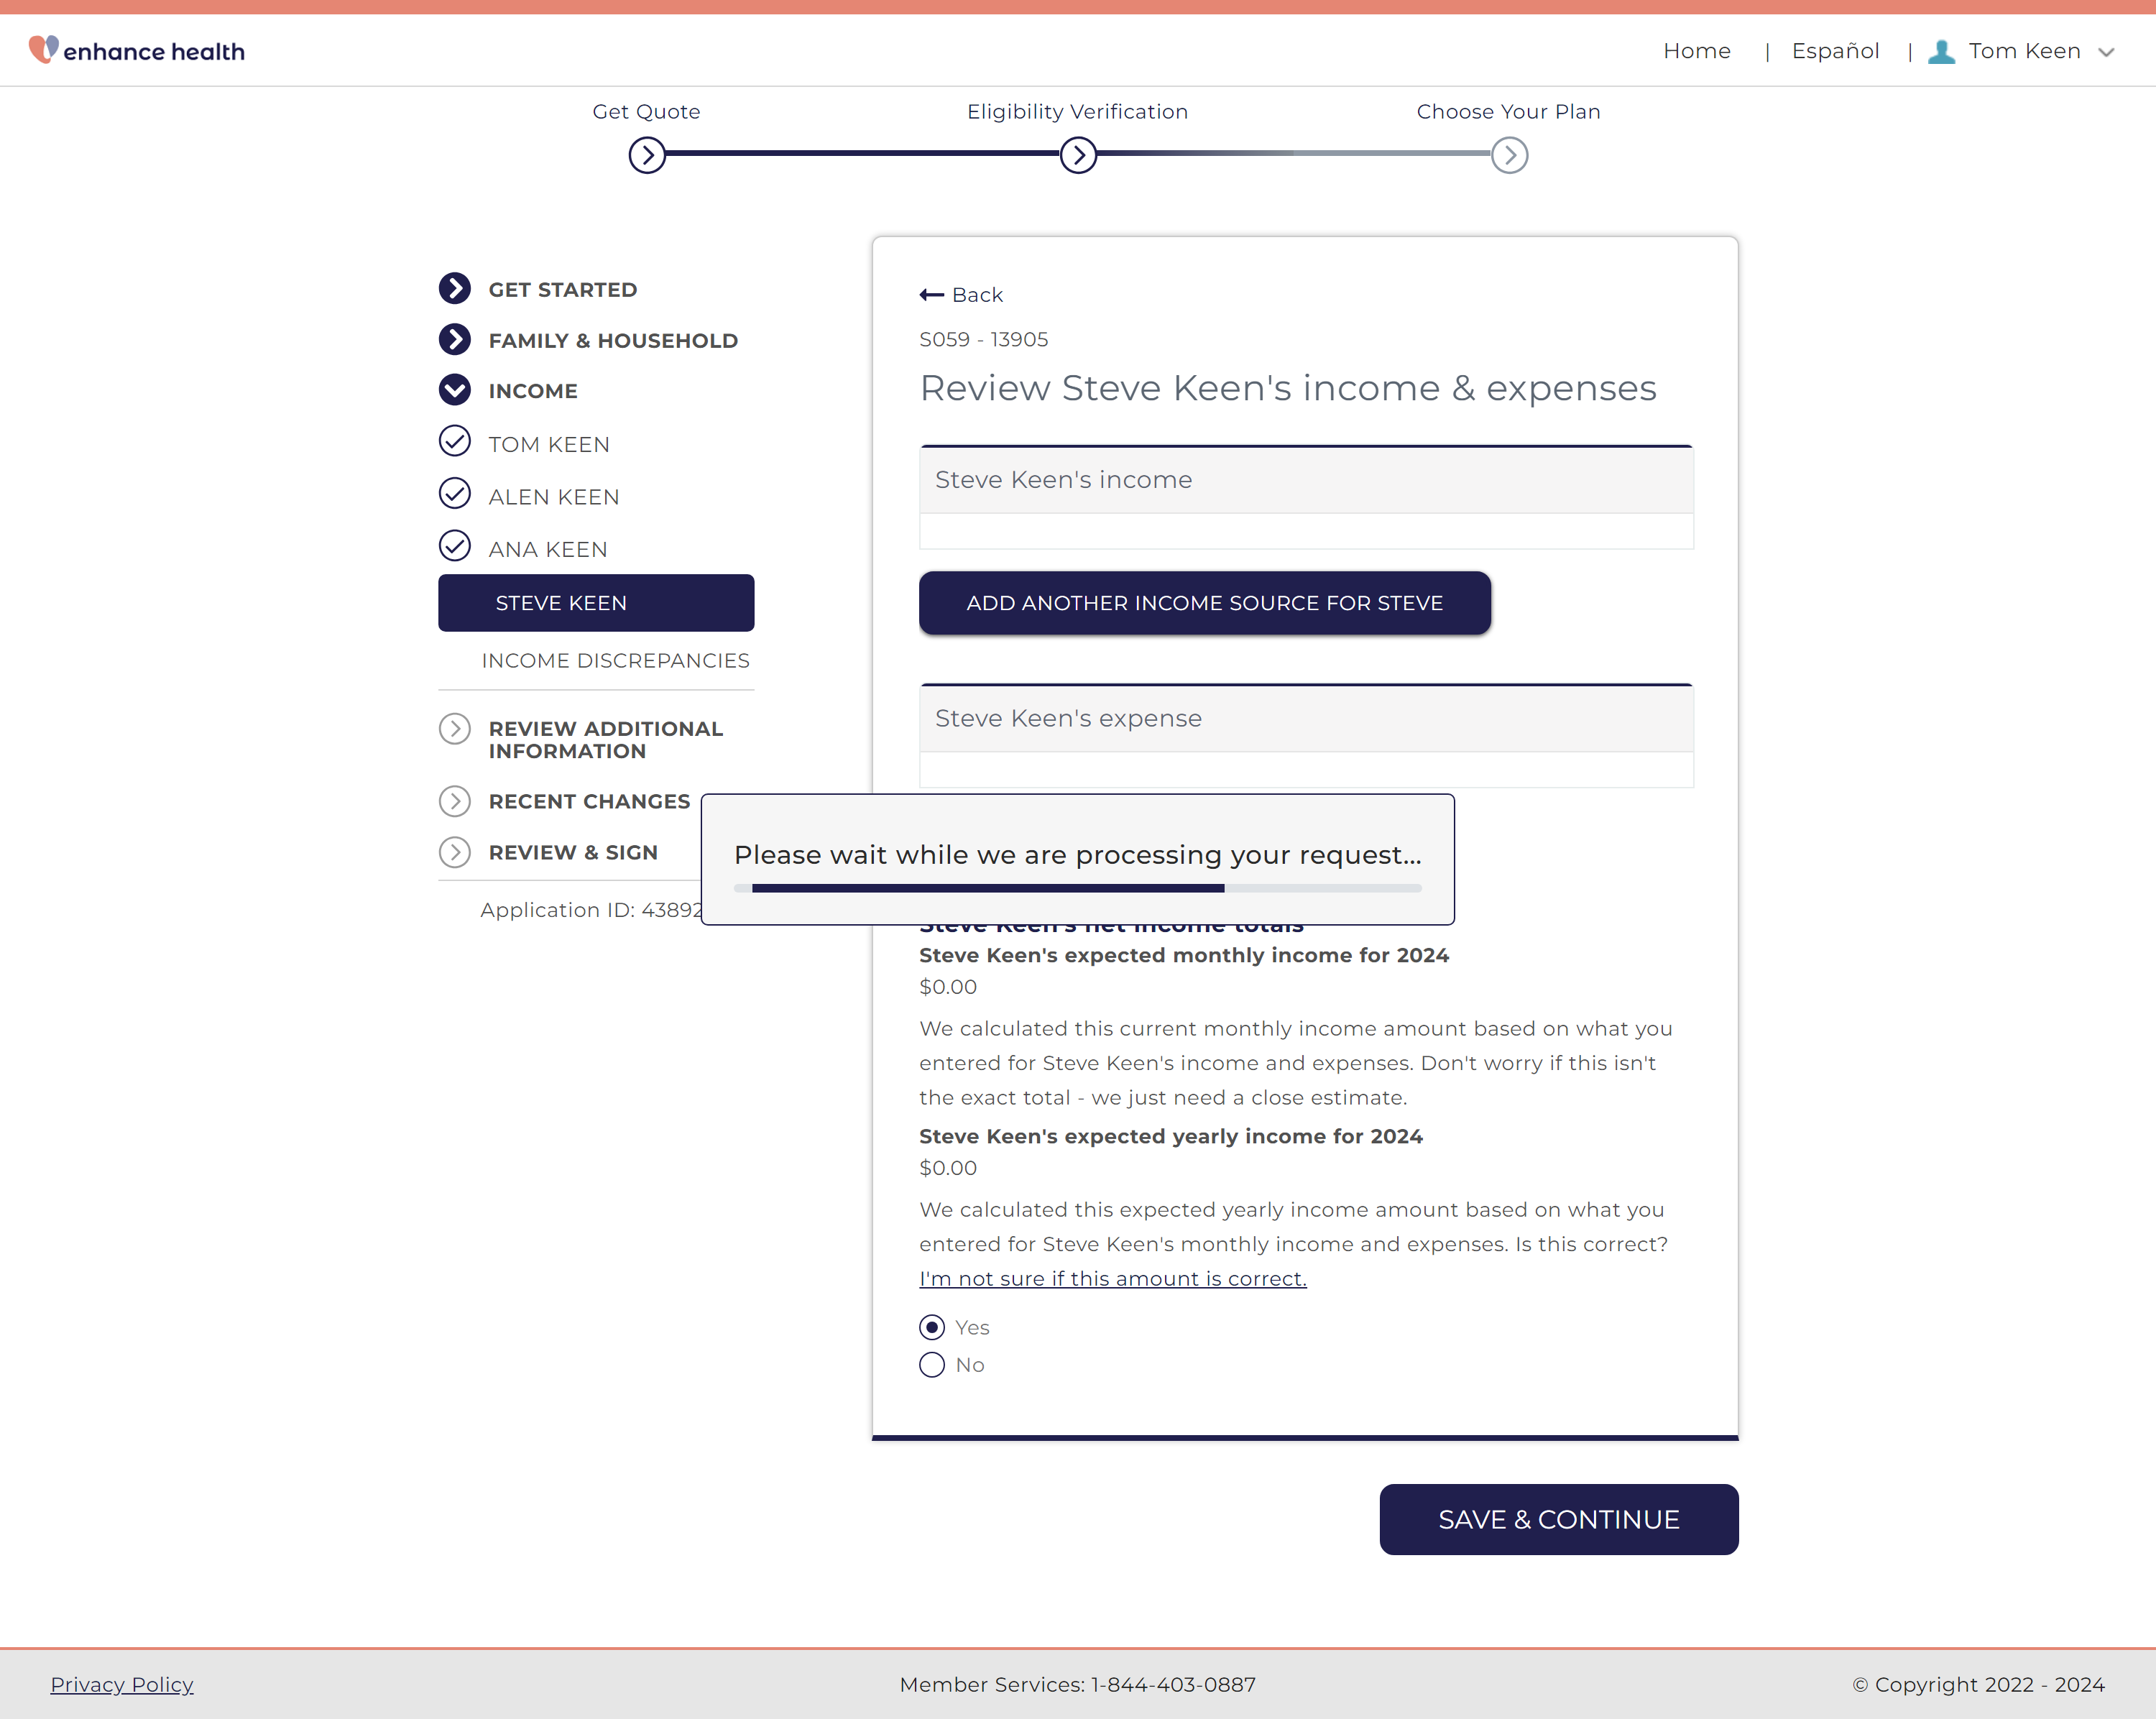 enhance health
Home | Español | Tom Keen
Get Quote
Eligibility Verification
Choose Your Plan
GET STARTED
FAMILY & HOUSEHOLD
INCOME
TOM KEEN
ALEN KEEN
ANA KEEN
STEVE KEEN
INCOME DISCREPANCIES
REVIEW ADDITIONAL
INFORMATION
RECENT CHANGES
REVIEW & SIGN
Application ID: 43892
Back
S059 - 13905
Review Steve Keen's income & expenses
Steve Keen's income
ADD ANOTHER INCOME SOURCE FOR STEVE
Steve Keen's expense
Please wait while we are processing your request...
Steve Keen's net income totals
Steve Keen's expected monthly income for 2024
$0.00
We calculated this current monthly income amount based on what you
entered for Steve Keen's income and expenses. Don't worry if this isn't
the exact total - we just need a close estimate.
Steve Keen's expected yearly income for 2024
$0.00
We calculated this expected yearly income amount based on what you
entered for Steve Keen's monthly income and expenses. Is this correct?
I'm not sure if this amount is correct.
Yes
No
SAVE & CONTINUE
Privacy Policy
Member Services: 1-844-403-0887
© Copyright 2022 - 2024